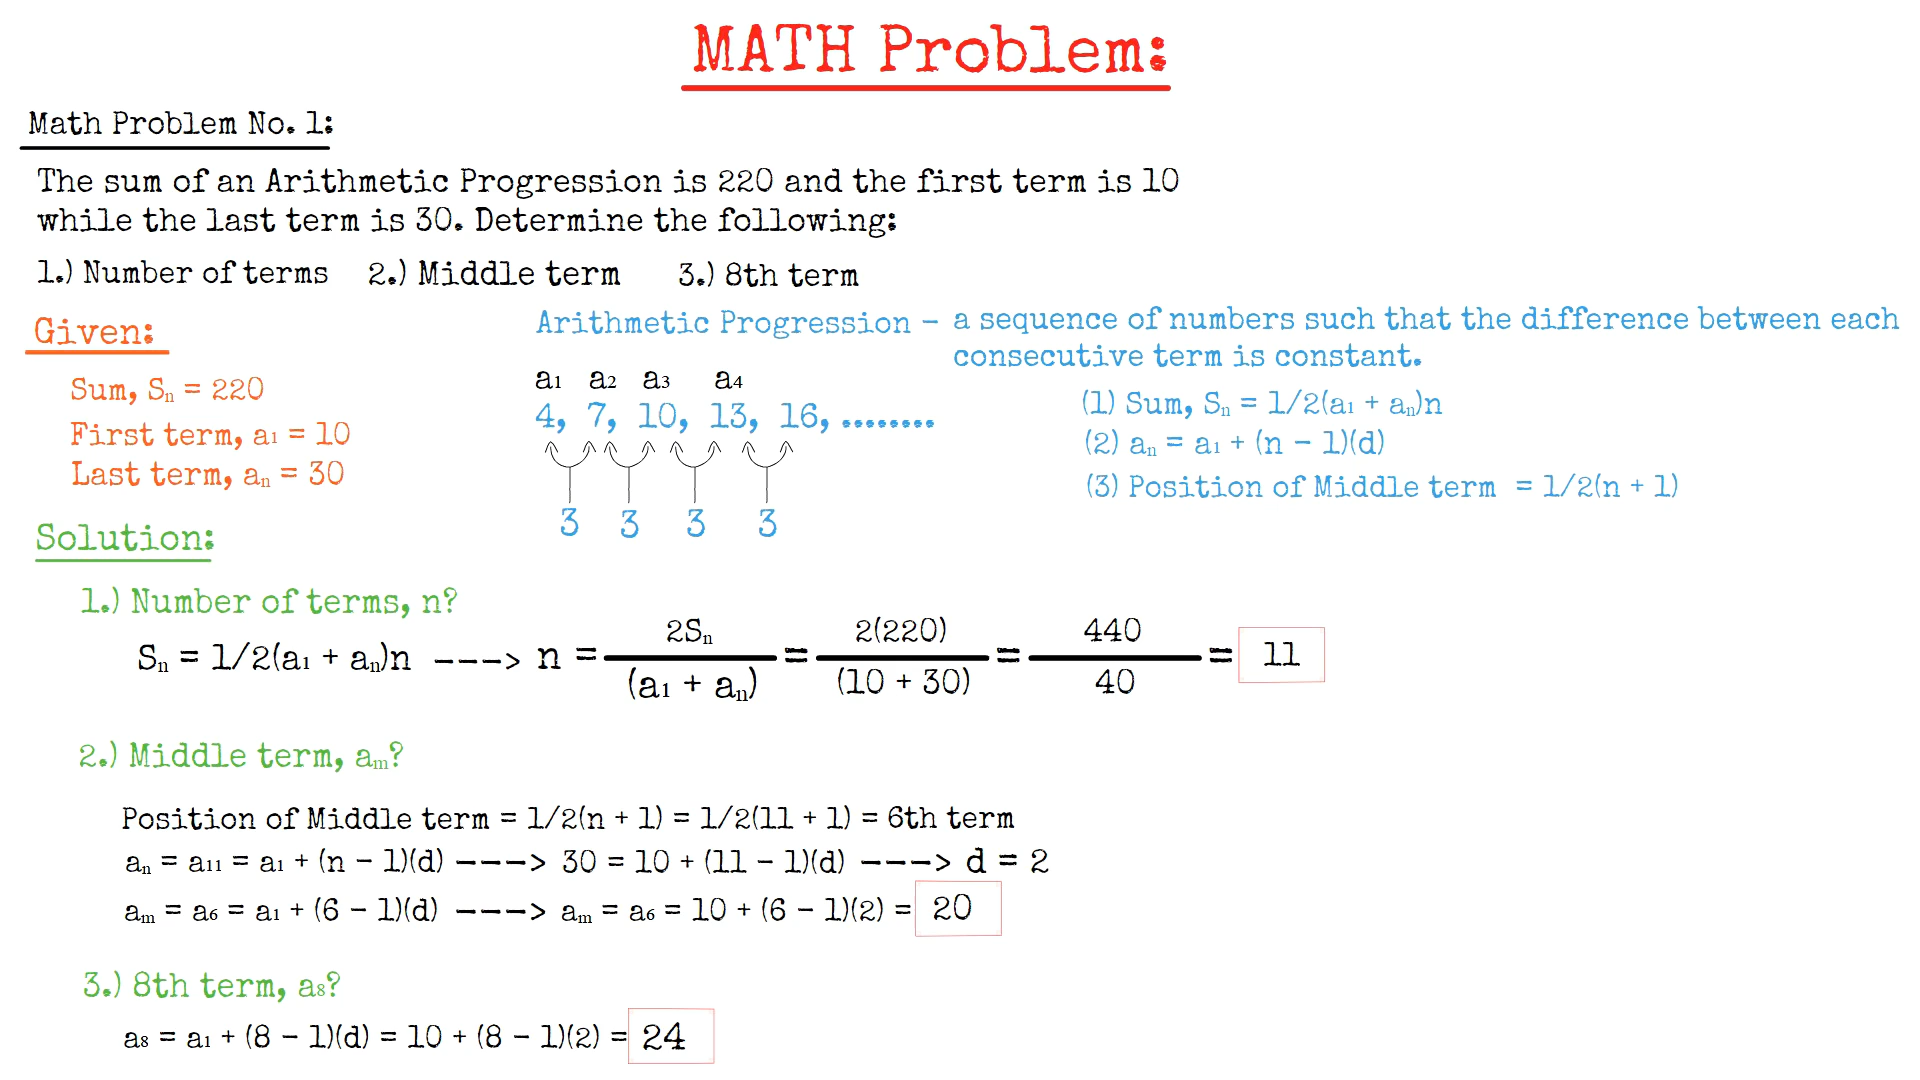 MATH Problem:
Math Problem No. 1:
The sum of an Arithmetic Progression is 220 and the first term is 10
while the last term is 30. Determine the following:
1.) Number of terms 2.) Middle term 3.) 8th term
Given:
Sum, Sn = 220
First term, a1 = 10
Last term, an = 30
Arithmetic Progression - a sequence of numbers such that the difference between each
consecutive term is constant.
a1 a2 a3 a4
4, 7, 10, 13, 16, ........
3 3 3 3
(1) Sum, Sn = 1/2(a1 + an)n
(2) an = a1 + (n - 1)(d)
(3) Position of Middle term = 1/2(n + 1)
Solution:
1.) Number of terms, n?
Sn = 1/2(a1 + an)n ----> n = 2Sn / (a1 + an) = 2(220) / (10 + 30) = 440 / 40 = 11
2.) Middle term, am?
Position of Middle term = 1/2(n + 1) = 1/2(11 + 1) = 6th term
an = a11 = a1 + (n - 1)(d) ----> 30 = 10 + (11 - 1)(d) ----> d = 2
am = a6 = a1 + (6 - 1)(d) ----> am = a6 = 10 + (6 - 1)(2) = 20
3.) 8th term, a8?
a8 = a1 + (8 - 1)(d) = 10 + (8 - 1)(2) = 24